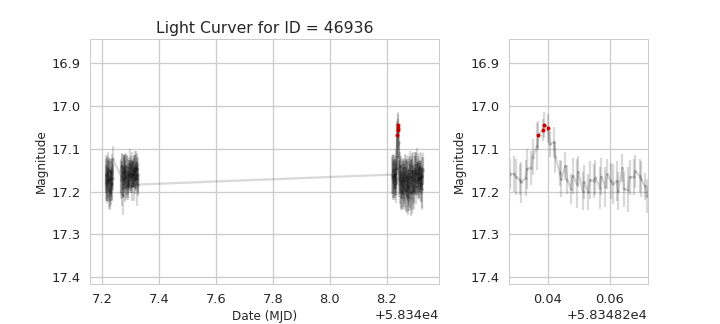 Light Curver for ID = 46936
16.9
17.0
17.1
17.2
17.3
17.4
Magnitude
7.2 7.4 7.6 7.8 8.0 8.2
Date (MJD)
+5.834e4
16.9
17.0
17.1
17.2
17.3
17.4
Magnitude
0.04 0.06
+5.83482e4